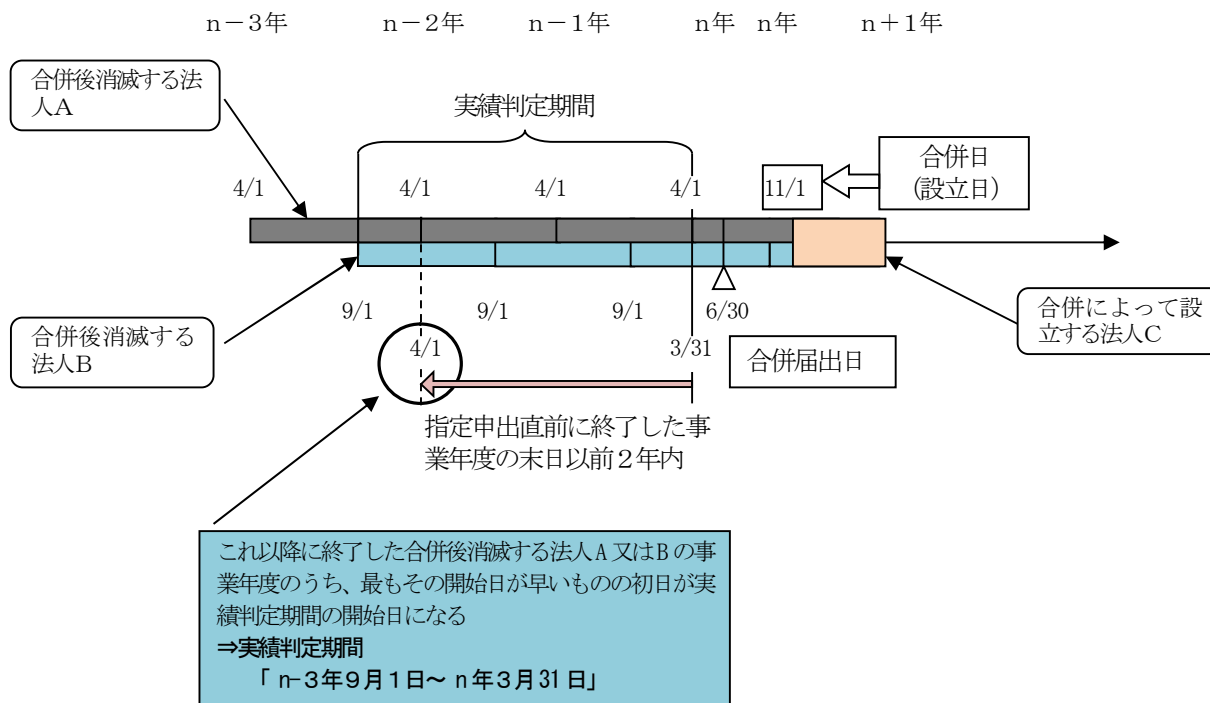 n－3年
n－2年
n－1年
n年
n年
n＋1年
合併後消滅する法
人A
実績判定期間
合併日
（設立日）
4/1
4/1
4/1
4/1
11/1
合併後消滅する
法人B
9/1
9/1
9/1
6/30
合併によって設
立する法人C
4/1
3/31
合併届出日
指定申出直前に終了した事
業年度の末日以前２年内
これ以降に終了した合併後消滅する法人A又はBの事
業年度のうち、最もその開始日が早いものの初日が実
績判定期間の開始日になる
⇒実績判定期間
「 n-３年９月１日～ n年３月31日」